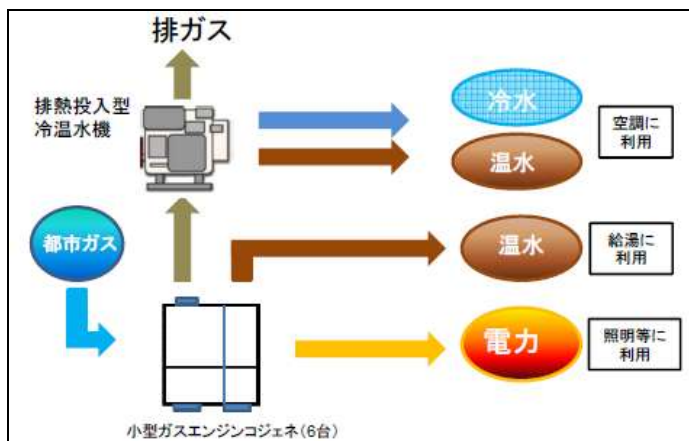 排ガス
排熱投入型
冷温水機
冷水
空調に
利用
温水
都市ガス
温水
給湯に
利用
電力
照明等に
利用
小型ガスエンジンコジェネ(6台)